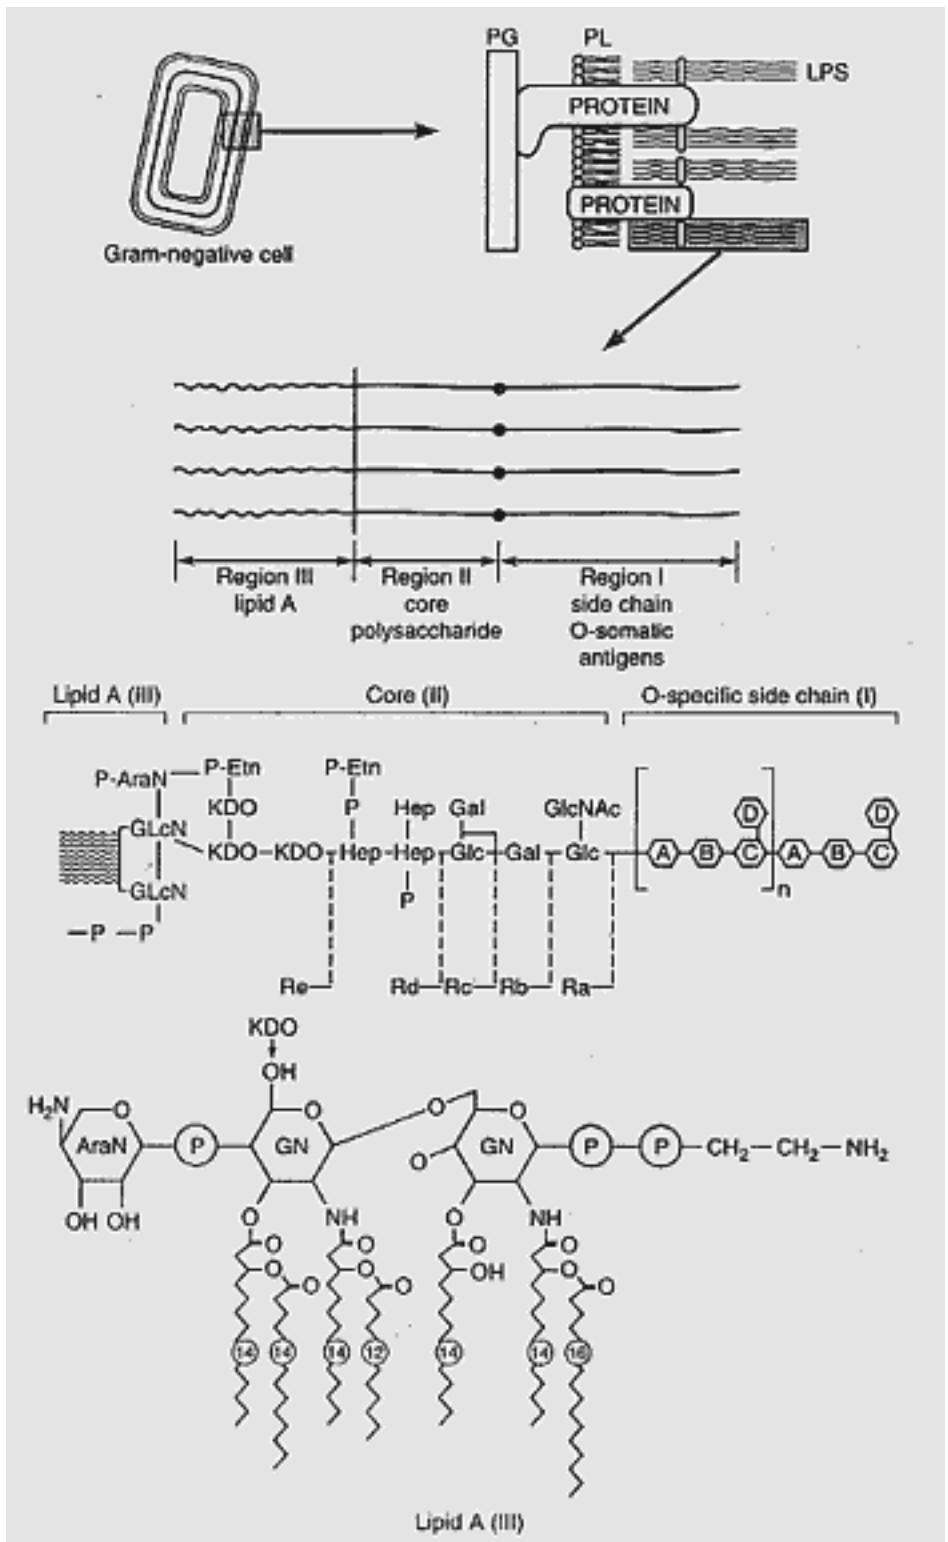 PG PL
LPS
PROTEIN
PROTEIN
Gram-negative cell
Region III
lipid A
Region II
core
polysaccharide
Region I
side chain
O-somatic
antigens
Lipid A (III) Core (II) O-specific side chain (I)
P-AraN P-Etn P-Etn
KDO P Hep Gal GlcNAc D D
GLcN
KDO KDO Hep Hep Glc Gal Glc A B C A B C
GLcN P n
P P
Re Rd Rc Rb Ra
KDO
OH
H2N O O O O
AraN P GN GN P P CH2 CH2 NH2
O
OH OH O NH O NH
O O O O
O O O O OH O O
14 14 14 12 14 14 16
Lipid A (III)